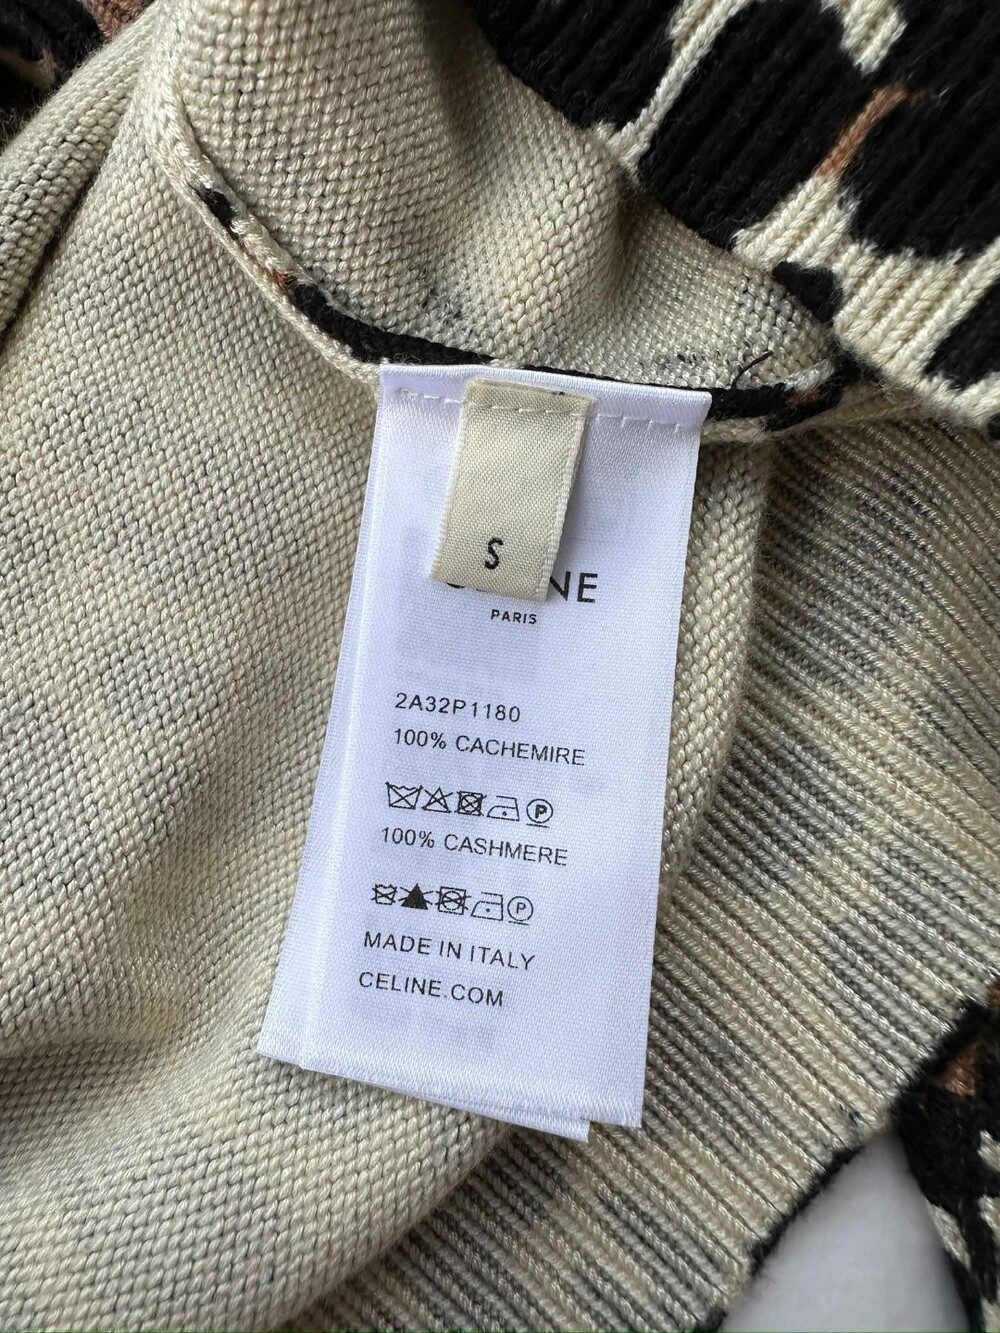 S
NE
PARIS
2A32P1180
100% CACHEMIRE
P
100% CASHMERE
P
MADE IN ITALY
CELINE.COM